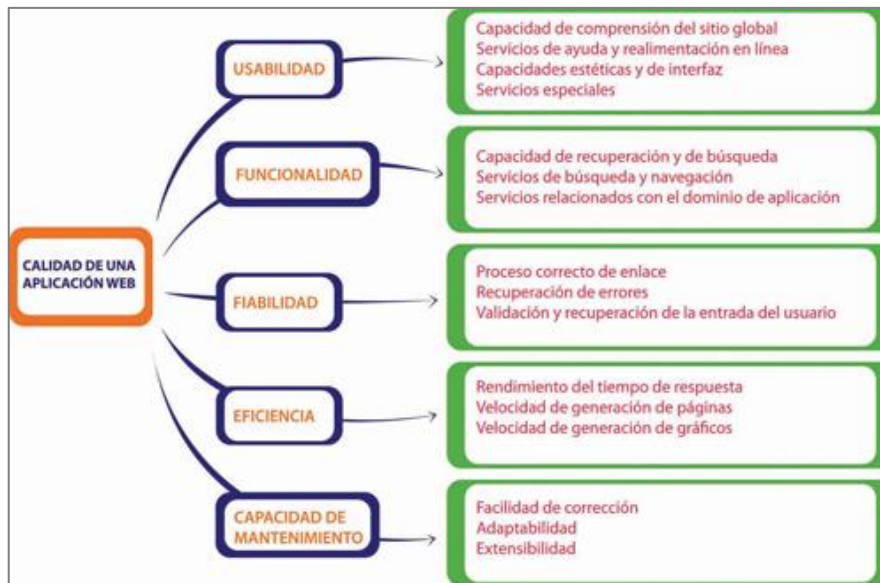 CALIDAD DE UNA
APLICACIÓN WEB
USABILIDAD
Capacidad de comprensión del sitio global
Servicios de ayuda y realimentación en línea
Capacidades estéticas y de interfaz
Servicios especiales
FUNCIONALIDAD
Capacidad de recuperación y de búsqueda
Servicios de búsqueda y navegación
Servicios relacionados con el dominio de aplicación
FIABILIDAD
Proceso correcto de enlace
Recuperación de errores
Validación y recuperación de la entrada del usuario
EFICIENCIA
Rendimiento del tiempo de respuesta
Velocidad de generación de páginas
Velocidad de generación de gráficos
CAPACIDAD DE
MANTENIMIENTO
Facilidad de corrección
Adaptabilidad
Extensibilidad